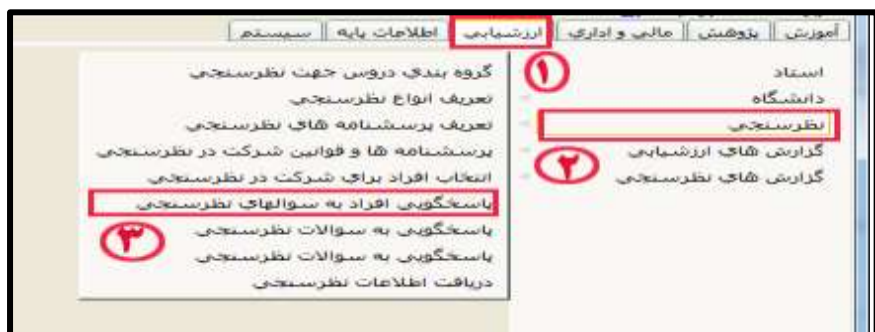 آموزش پژوهش مالی و اداری ارزشیابی اطلاعات پایه سیستم
۱
استاد
دانشگاه
نظرسنجی
گزارش های ارزشیابی
گزارش های نظرسنجی
۲
گروه بندی دروس جهت نظرسنجی
تعریف انواع نظرسنجی
تعریف پرسشنامه های نظرسنجی
پرسشنامه ها و قوانین شرکت در نظرسنجی
انتخاب افراد برای شرکت در نظرسنجی
پاسخگویی افراد به سوالهای نظرسنجی
پاسخگویی به سوالات نظرسنجی
۳
پاسخگویی به سوالات نظرسنجی
دریافت اطلاعات نظرسنجی